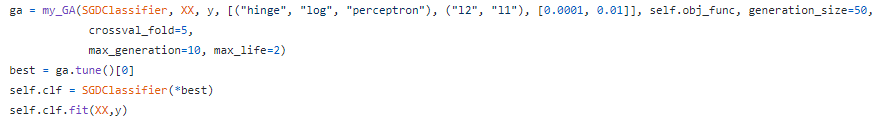 ga = my_GA(SGDClassifier, XX, y, [("hinge", "log", "perceptron"), ("l2", "l1"), [0.0001, 0.01]], self.obj_func, generation_size=50,
crossval_fold=5,
max_generation=10, max_life=2)
best = ga.tune()[0]
self.clf = SGDClassifier(*best)
self.clf.fit(XX,y)